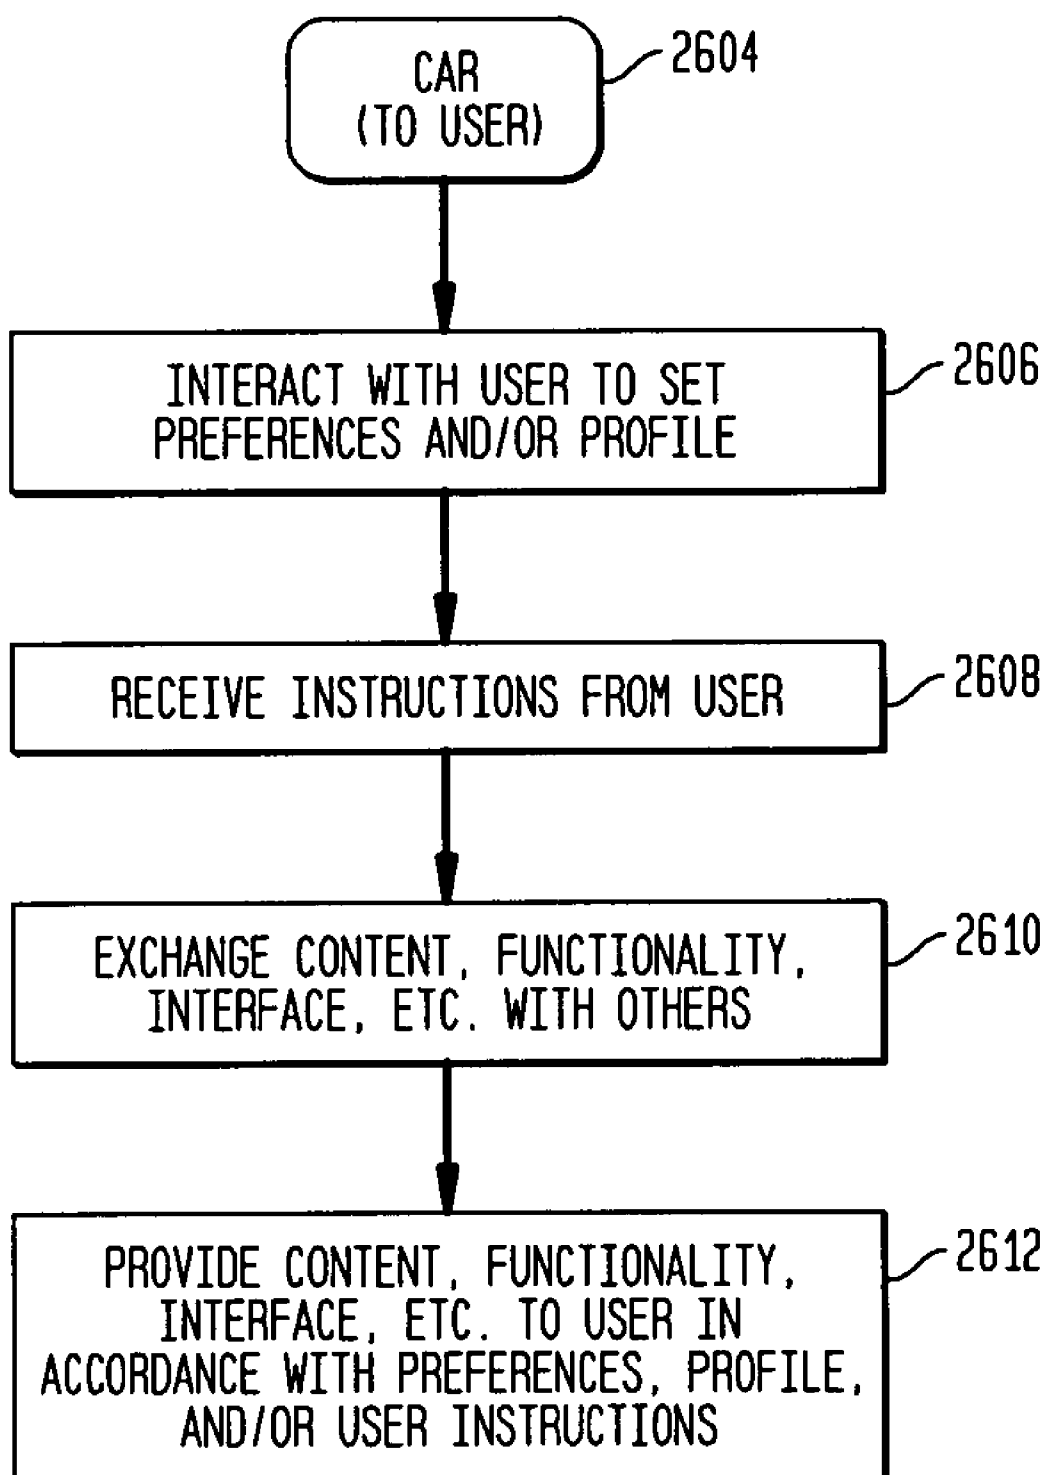 CAR
(TO USER)
2604
INTERACT WITH USER TO SET
PREFERENCES AND/OR PROFILE
2606
RECEIVE INSTRUCTIONS FROM USER
2608
EXCHANGE CONTENT, FUNCTIONALITY,
INTERFACE, ETC. WITH OTHERS
2610
PROVIDE CONTENT, FUNCTIONALITY,
INTERFACE, ETC. TO USER IN
ACCORDANCE WITH PREFERENCES, PROFILE,
AND/OR USER INSTRUCTIONS
2612